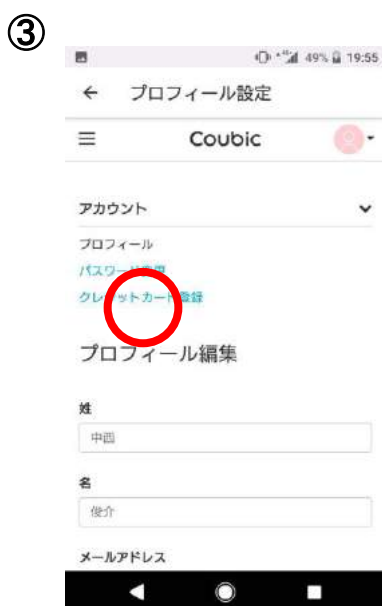 ③
49% 19:55
プロフィール設定
Coubic
アカウント
プロフィール
パスワード変更
クレジットカード登録
プロフィール編集
姓
中西
名
俊介
メールアドレス